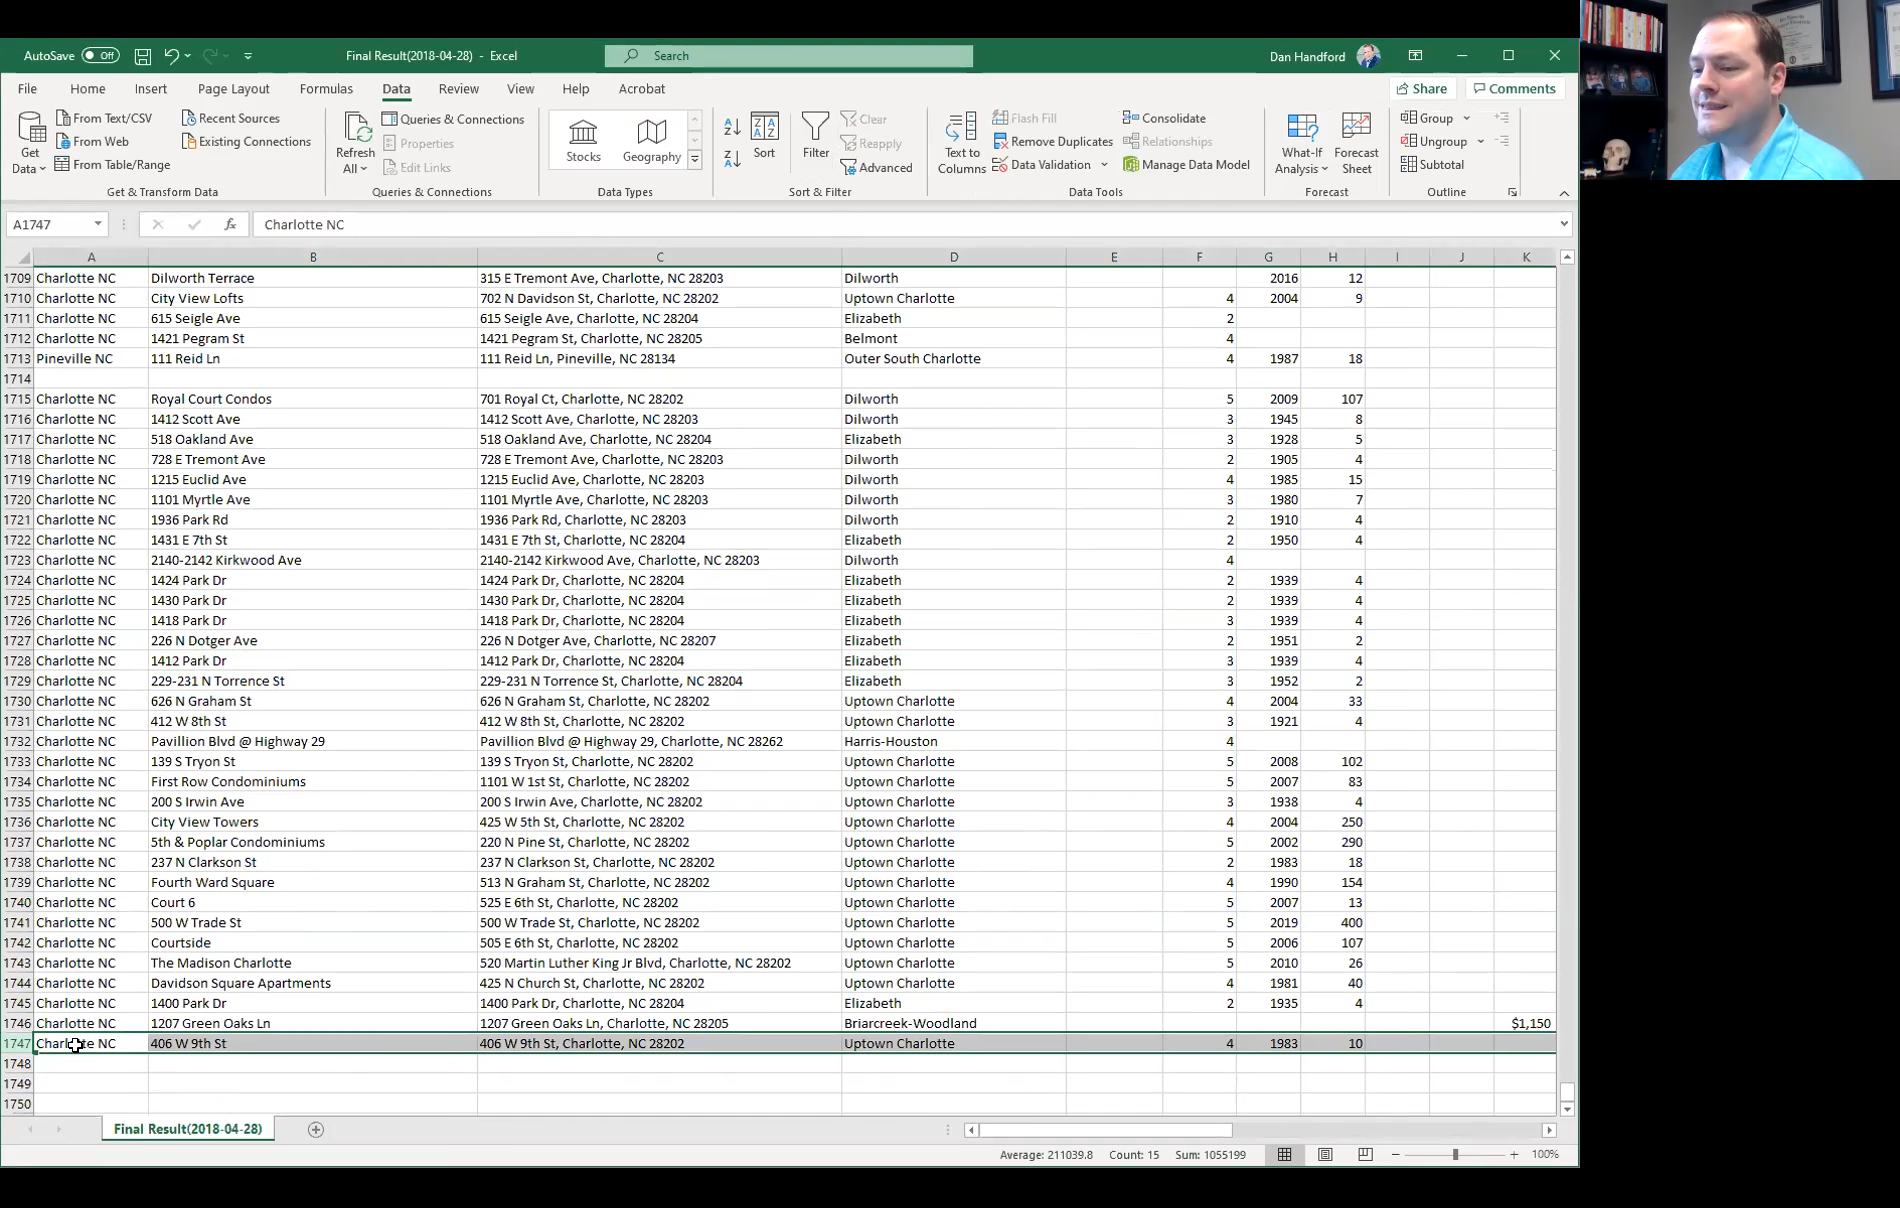 AutoSave Off Final Result(2018-04-28) - Excel Search Dan Handford
File Home Insert Page Layout Formulas Data Review View Help Acrobat Share Comments
Get Data From Text/CSV From Web From Table/Range Recent Sources Existing Connections
Refresh All Queries & Connections Properties Edit Links
Stocks Geography
Sort Filter Clear Reapply Advanced
Text to Columns Flash Fill Remove Duplicates Data Validation Consolidate Relationships Manage Data Model
What-If Analysis Forecast Sheet
Group Ungroup Subtotal
Get & Transform Data Queries & Connections Data Types Sort & Filter Data Tools Forecast Outline
A1747 fx Charlotte NC
A B C D E F G H I J K
1709 Charlotte NC Dilworth Terrace 315 E Tremont Ave, Charlotte, NC 28203 Dilworth 2016 12
1710 Charlotte NC City View Lofts 702 N Davidson St, Charlotte, NC 28202 Uptown Charlotte 4 2004 9
1711 Charlotte NC 615 Seigle Ave 615 Seigle Ave, Charlotte, NC 28204 Elizabeth 2
1712 Charlotte NC 1421 Pegram St 1421 Pegram St, Charlotte, NC 28205 Belmont 4
1713 Pineville NC 111 Reid Ln 111 Reid Ln, Pineville, NC 28134 Outer South Charlotte 4 1987 18
1714
1715 Charlotte NC Royal Court Condos 701 Royal Ct, Charlotte, NC 28202 Dilworth 5 2009 107
1716 Charlotte NC 1412 Scott Ave 1412 Scott Ave, Charlotte, NC 28203 Dilworth 3 1945 8
1717 Charlotte NC 518 Oakland Ave 518 Oakland Ave, Charlotte, NC 28204 Elizabeth 3 1928 5
1718 Charlotte NC 728 E Tremont Ave 728 E Tremont Ave, Charlotte, NC 28203 Dilworth 2 1905 4
1719 Charlotte NC 1215 Euclid Ave 1215 Euclid Ave, Charlotte, NC 28203 Dilworth 4 1985 15
1720 Charlotte NC 1101 Myrtle Ave 1101 Myrtle Ave, Charlotte, NC 28203 Dilworth 3 1980 7
1721 Charlotte NC 1936 Park Rd 1936 Park Rd, Charlotte, NC 28203 Dilworth 2 1910 4
1722 Charlotte NC 1431 E 7th St 1431 E 7th St, Charlotte, NC 28204 Elizabeth 2 1950 4
1723 Charlotte NC 2140-2142 Kirkwood Ave 2140-2142 Kirkwood Ave, Charlotte, NC 28203 Dilworth 4
1724 Charlotte NC 1424 Park Dr 1424 Park Dr, Charlotte, NC 28204 Elizabeth 2 1939 4
1725 Charlotte NC 1430 Park Dr 1430 Park Dr, Charlotte, NC 28204 Elizabeth 2 1939 4
1726 Charlotte NC 1418 Park Dr 1418 Park Dr, Charlotte, NC 28204 Elizabeth 3 1939 4
1727 Charlotte NC 226 N Dotger Ave 226 N Dotger Ave, Charlotte, NC 28207 Elizabeth 2 1951 2
1728 Charlotte NC 1412 Park Dr 1412 Park Dr, Charlotte, NC 28204 Elizabeth 3 1939 4
1729 Charlotte NC 229-231 N Torrence St 229-231 N Torrence St, Charlotte, NC 28204 Elizabeth 3 1952 2
1730 Charlotte NC 626 N Graham St 626 N Graham St, Charlotte, NC 28202 Uptown Charlotte 4 2004 33
1731 Charlotte NC 412 W 8th St 412 W 8th St, Charlotte, NC 28202 Uptown Charlotte 3 1921 4
1732 Charlotte NC Pavillion Blvd @ Highway 29 Pavillion Blvd @ Highway 29, Charlotte, NC 28262 Harris-Houston 4
1733 Charlotte NC 139 S Tryon St 139 S Tryon St, Charlotte, NC 28202 Uptown Charlotte 5 2008 102
1734 Charlotte NC First Row Condominiums 1101 W 1st St, Charlotte, NC 28202 Uptown Charlotte 5 2007 83
1735 Charlotte NC 200 S Irwin Ave 200 S Irwin Ave, Charlotte, NC 28202 Uptown Charlotte 3 1938 4
1736 Charlotte NC City View Towers 425 W 5th St, Charlotte, NC 28202 Uptown Charlotte 4 2004 250
1737 Charlotte NC 5th & Poplar Condominiums 220 N Pine St, Charlotte, NC 28202 Uptown Charlotte 5 2002 290
1738 Charlotte NC 237 N Clarkson St 237 N Clarkson St, Charlotte, NC 28202 Uptown Charlotte 2 1983 18
1739 Charlotte NC Fourth Ward Square 513 N Graham St, Charlotte, NC 28202 Uptown Charlotte 4 1990 154
1740 Charlotte NC Court 6 525 E 6th St, Charlotte, NC 28202 Uptown Charlotte 5 2007 13
1741 Charlotte NC 500 W Trade St 500 W Trade St, Charlotte, NC 28202 Uptown Charlotte 5 2019 400
1742 Charlotte NC Courtside 505 E 6th St, Charlotte, NC 28202 Uptown Charlotte 5 2006 107
1743 Charlotte NC The Madison Charlotte 520 Martin Luther King Jr Blvd, Charlotte, NC 28202 Uptown Charlotte 5 2010 26
1744 Charlotte NC Davidson Square Apartments 425 N Church St, Charlotte, NC 28202 Uptown Charlotte 4 1981 40
1745 Charlotte NC 1400 Park Dr 1400 Park Dr, Charlotte, NC 28204 Elizabeth 2 1935 4
1746 Charlotte NC 1207 Green Oaks Ln 1207 Green Oaks Ln, Charlotte, NC 28205 Briarcreek-Woodland $1,150
1747 Charlotte NC 406 W 9th St 406 W 9th St, Charlotte, NC 28202 Uptown Charlotte 4 1983 10
1748
1749
1750
Final Result(2018-04-28)
Average: 211039.8 Count: 15 Sum: 1055199 100%